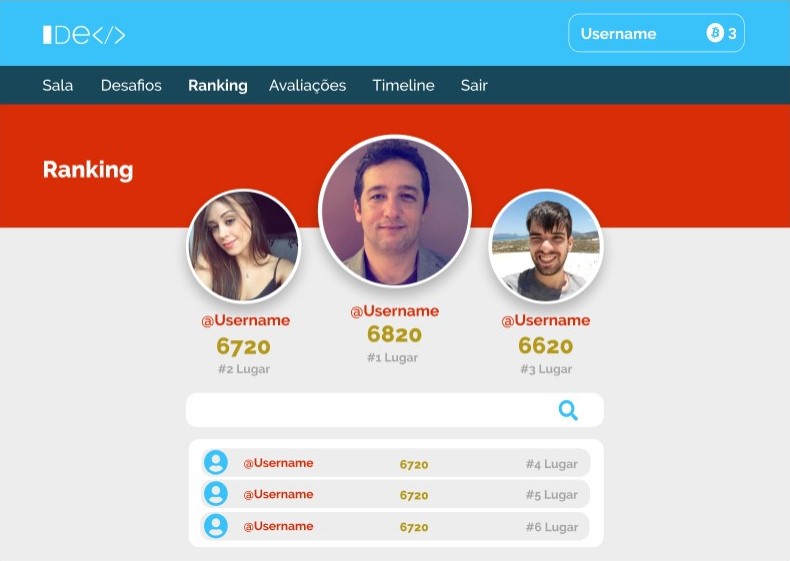 IDe</>
Username 3
Sala Desafios Ranking Avaliações Timeline Sair
Ranking
@Username
6820
#1 Lugar
@Username
6720
#2 Lugar
@Username
6620
#3 Lugar
@Username 6720 #4 Lugar
@Username 6720 #5 Lugar
@Username 6720 #6 Lugar